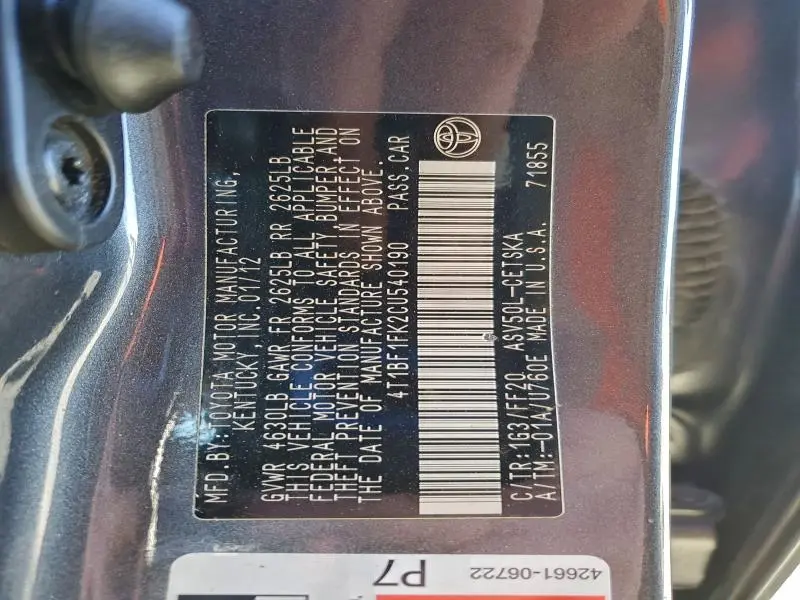 MFD.BY:TOYOTA MOTOR MANUFACTURING,
KENTUCKY, INC. 01/12
GVWR 4630LB GAWR FR 2625LB RR 2625LB
THIS VEHICLE CONFORMS TO ALL APPLICABLE
FEDERAL MOTOR VEHICLE SAFETY, BUMPER AND
THEFT PREVENTION STANDARDS IN EFFECT ON
THE DATE OF MANUFACTURE SHOWN ABOVE.
4T1BF1FK2CU540190 PASS.CAR
C/TR:1G3/FF20 ASV50L-CETSKA
A/TM:-01A/U760E MADE IN U.S.A. 71855
42661-06722
P7